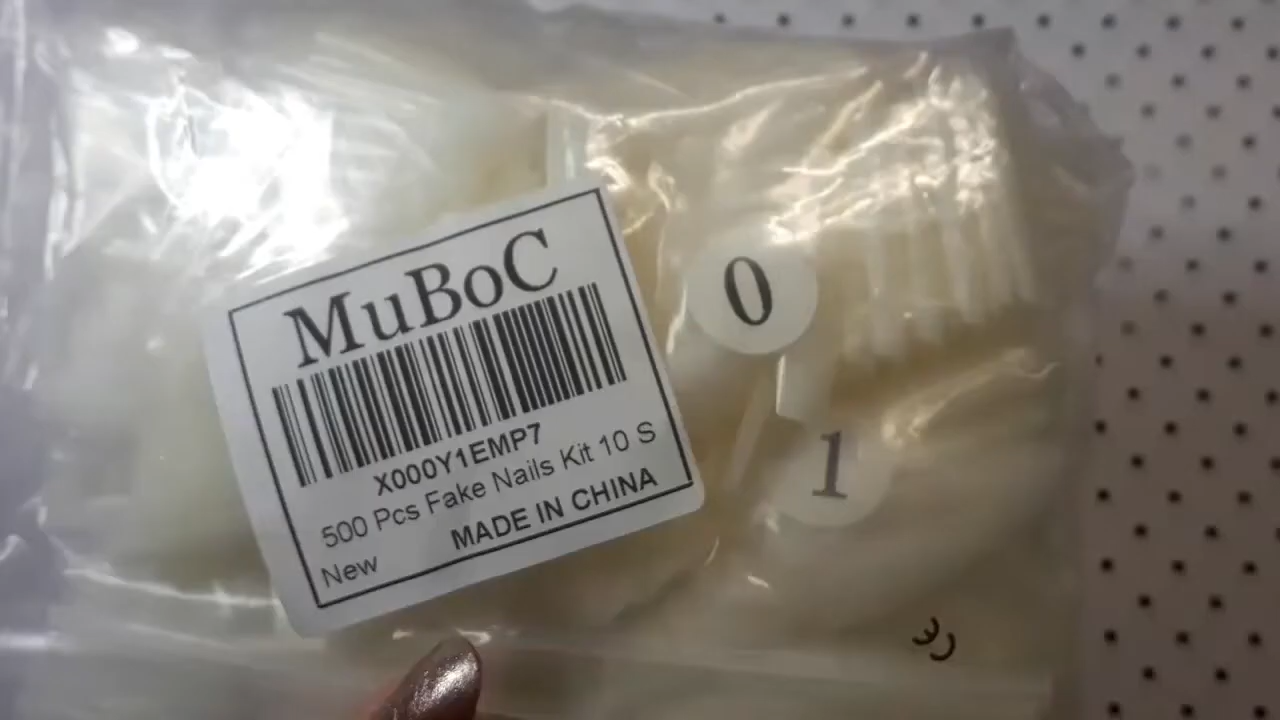 MuBoC
X000Y1EMP7
500 Pcs Fake Nails Kit 10 S
New MADE IN CHINA
0
1